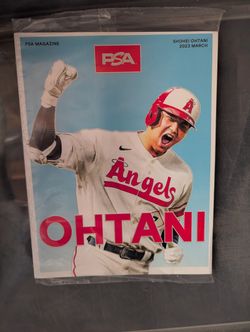 PSA MAGAZINE
SHOHEI OHTANI
2023 MARCH
PSA
A
Angels
OHTANI